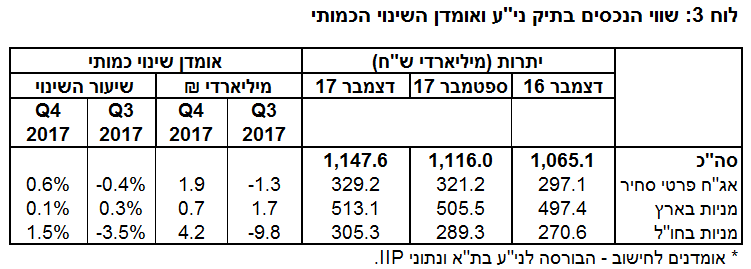 לוח 3: שווי הנכסים בתיק ני"ע ואומדן השינוי הכמותי
יתרות (מיליארדי ש"ח) אומדן שינוי כמותי
דצמבר 16 ספטמבר 17 דצמבר 17 מיליארדי ₪ שיעור השינוי
Q3 2017 Q4 2017 Q3 2017 Q4 2017
סה"כ 1,065.1 1,116.0 1,147.6
אג"ח פרטי סחיר 297.1 321.2 329.2 -1.3 1.9 -0.4% 0.6%
מניות בארץ 497.4 505.5 513.1 1.7 0.7 0.3% 0.1%
מניות בחו"ל 270.6 289.3 305.3 -9.8 4.2 -3.5% 1.5%
* אומדנים לחישוב - הבורסה לני"ע בת"א ונתוני IIP.